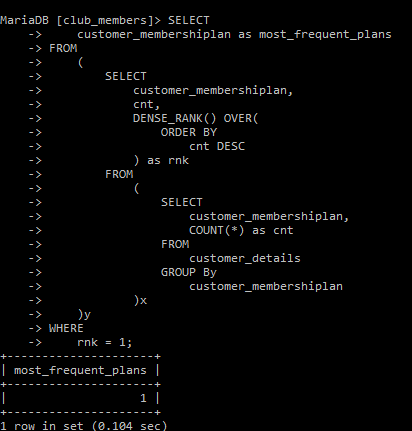 MariaDB [club_members]> SELECT
    ->     customer_membershiplan as most_frequent_plans
    -> FROM
    ->     (
    ->         SELECT
    ->             customer_membershiplan,
    ->             cnt,
    ->             DENSE_RANK() OVER(
    ->                 ORDER BY
    ->                     cnt DESC
    ->             ) as rnk
    ->         FROM
    ->             (
    ->                 SELECT
    ->                     customer_membershiplan,
    ->                     COUNT(*) as cnt
    ->                 FROM
    ->                     customer_details
    ->                 GROUP By
    ->                     customer_membershiplan
    ->             )x
    ->     )y
    -> WHERE
    ->     rnk = 1;
+---------------------+
| most_frequent_plans |
+---------------------+
|                   1 |
+---------------------+
1 row in set (0.104 sec)